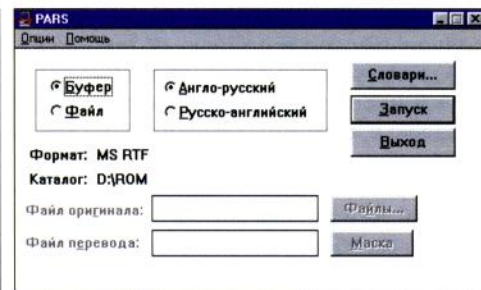 PARS
Опции Помощь
Буфер
Файл
Англо-русский
Русско-английский
Словари...
Запуск
Выход
Формат: MS RTF
Каталог: D:\ROM
Файл оригинала:
Файлы...
Файл перевода:
Маска